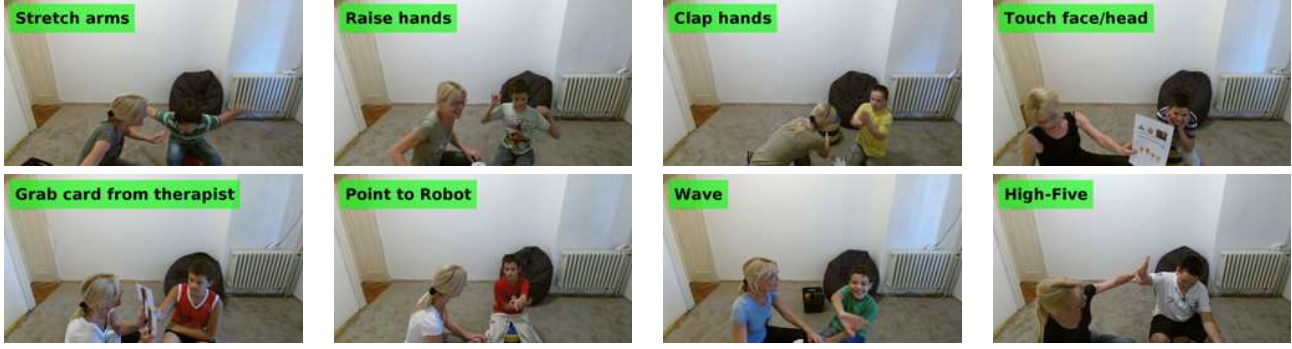 Stretch arms
Raise hands
Clap hands
Touch face/head
Grab card from therapist
Point to Robot
Wave
High-Five